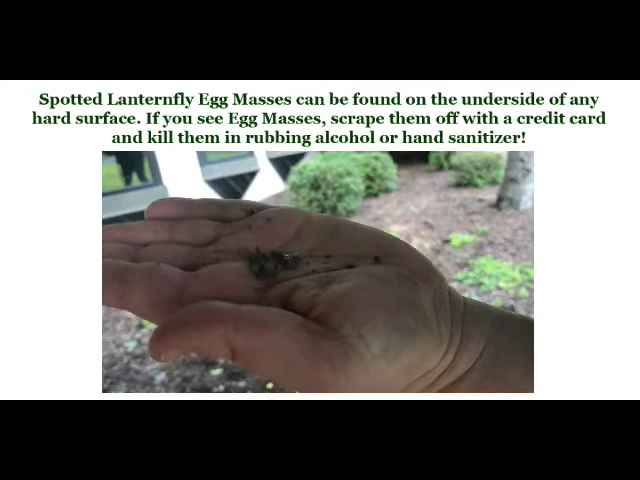 Spotted Lanternfly Egg Masses can be found on the underside of any
hard surface. If you see Egg Masses, scrape them off with a credit card
and kill them in rubbing alcohol or hand sanitizer!